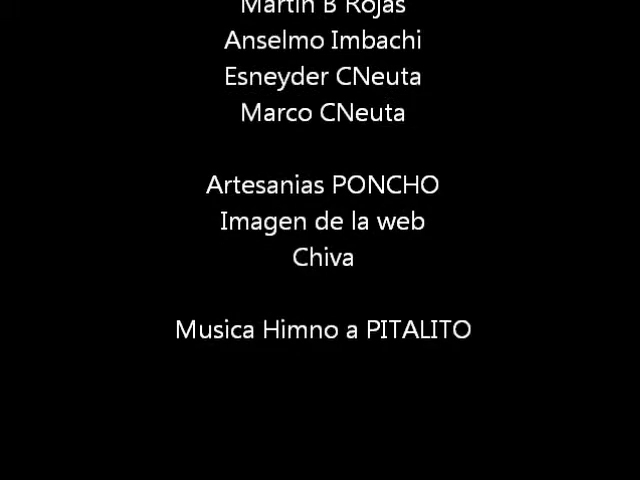 Martin B Rojas
Anselmo Imbachi
Esneyder CNeuta
Marco CNeuta
Artesanias PONCHO
Imagen de la web
Chiva
Musica Himno a PITALITO